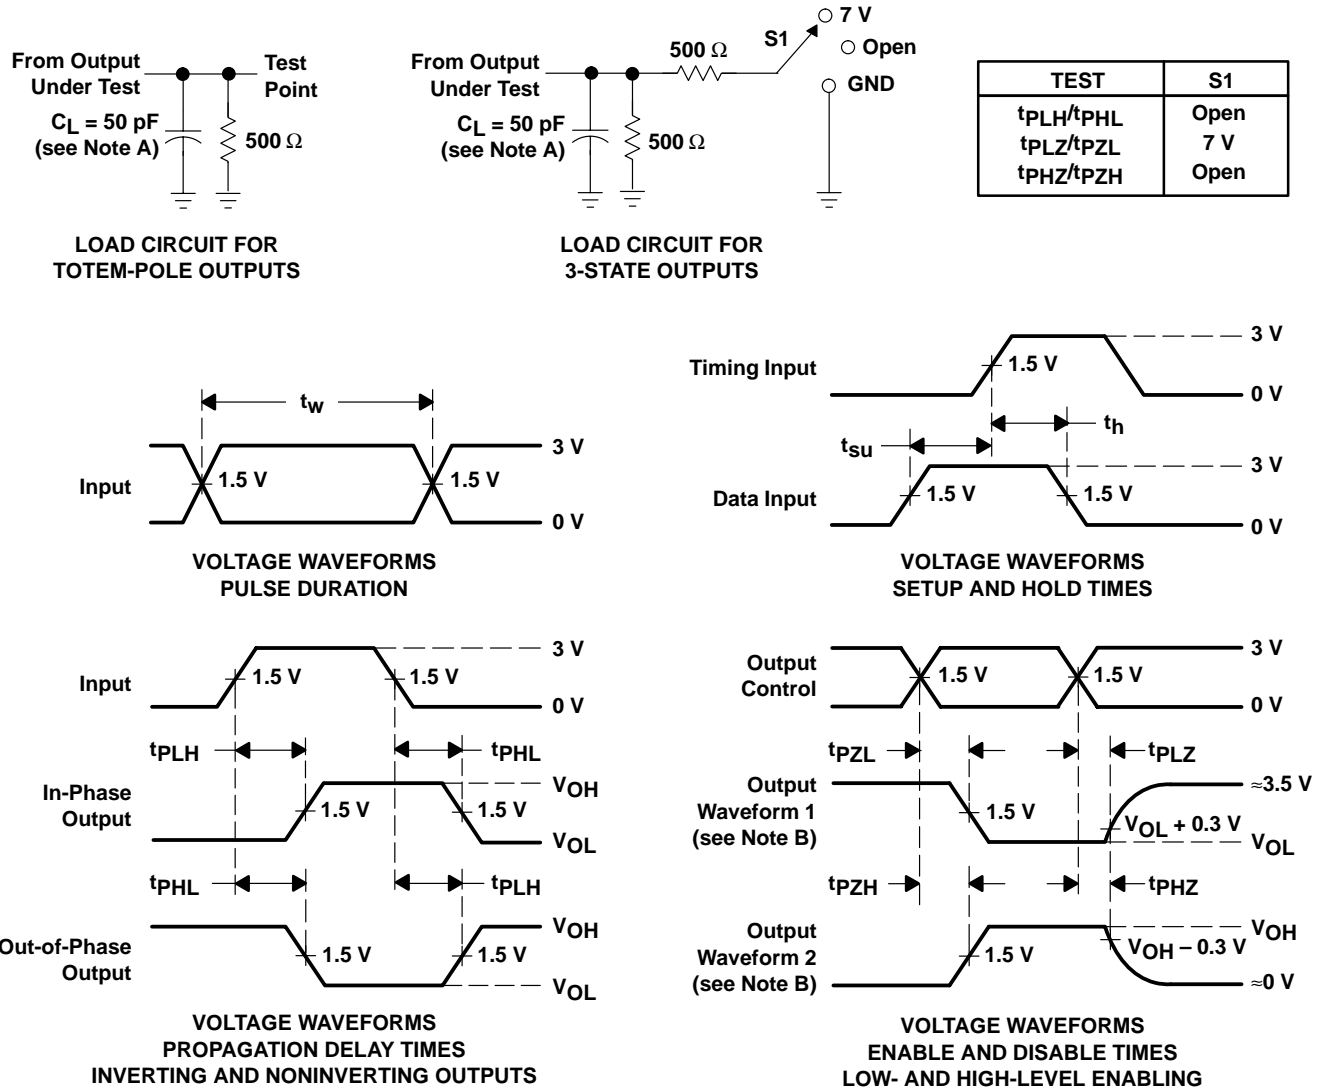 From Output
Under Test
Test
Point
CL = 50 pF
(see Note A)
500 Ω
LOAD CIRCUIT FOR
TOTEM-POLE OUTPUTS
From Output
Under Test
500 Ω
S1
7 V
Open
GND
CL = 50 pF
(see Note A)
500 Ω
LOAD CIRCUIT FOR
3-STATE OUTPUTS
TEST S1
tPLH/tPHL Open
tPLZ/tPZL 7 V
tPHZ/tPZH Open
tw
Input
1.5 V
1.5 V
3 V
0 V
VOLTAGE WAVEFORMS
PULSE DURATION
Timing Input
1.5 V
3 V
0 V
tsu
th
Data Input
1.5 V
1.5 V
3 V
0 V
VOLTAGE WAVEFORMS
SETUP AND HOLD TIMES
Input
1.5 V
1.5 V
3 V
0 V
tPLH
tPHL
In-Phase
Output
1.5 V
1.5 V
VOH
VOL
tPHL
tPLH
Out-of-Phase
Output
1.5 V
1.5 V
VOH
VOL
VOLTAGE WAVEFORMS
PROPAGATION DELAY TIMES
INVERTING AND NONINVERTING OUTPUTS
Output
Control
1.5 V
1.5 V
3 V
0 V
tPZL
tPLZ
Output
Waveform 1
(see Note B)
1.5 V
≈3.5 V
VOL + 0.3 V
VOL
tPZH
tPHZ
Output
Waveform 2
(see Note B)
1.5 V
VOH
VOH – 0.3 V
≈0 V
VOLTAGE WAVEFORMS
ENABLE AND DISABLE TIMES
LOW- AND HIGH-LEVEL ENABLING